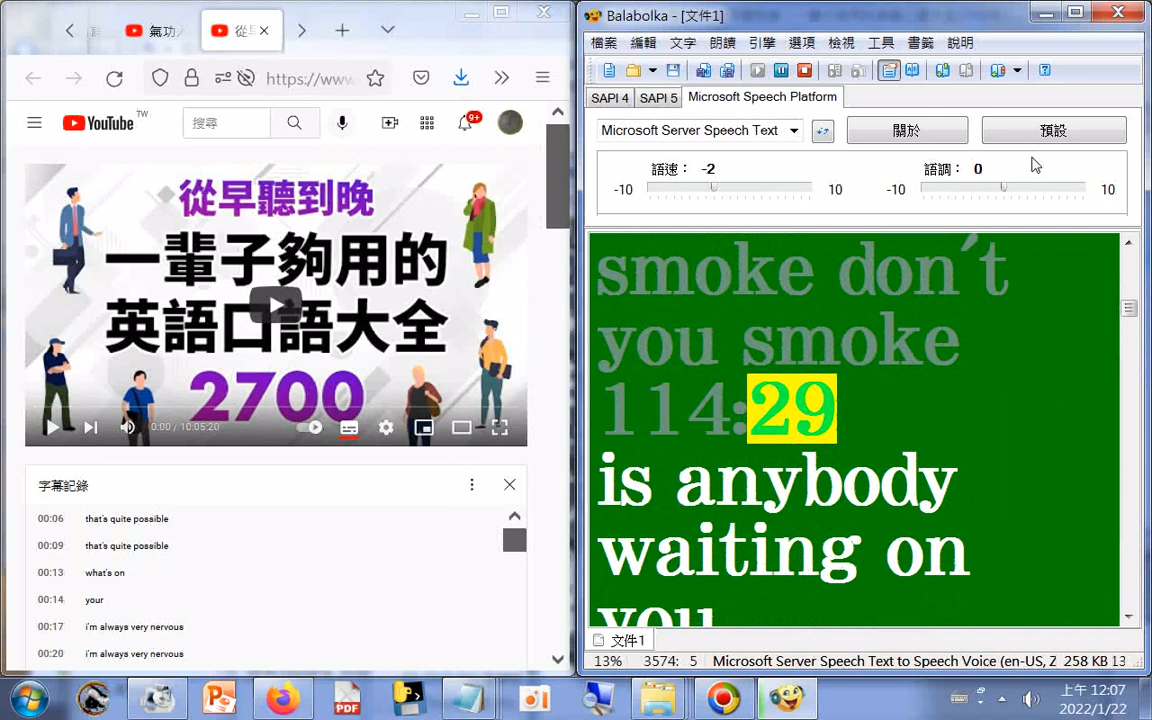 氣功
從
https://www
YouTube TW
搜尋
9+
從早聽到晚
一輩子夠用的
英語口語大全
2700
0:00 / 10:05:20
字幕記錄
00:06 that's quite possible
00:09 that's quite possible
00:13 what's on
00:14 your
00:17 i'm always very nervous
00:20 i'm always very nervous
Balabolka - [文件1]
檔案 編輯 文字 朗讀 引擎 選項 檢視 工具 書籤 說明
SAPI 4 SAPI 5 Microsoft Speech Platform
Microsoft Server Speech Text 關於 預設
語速： -2 語調： 0
-10 10 -10 10
smoke don´t
you smoke
114:29
is anybody
waiting on
you
文件1
13% 3574: 5 Microsoft Server Speech Text to Speech Voice (en-US, Z 258 KB 13
PDF
上午 12:07
2022/1/22